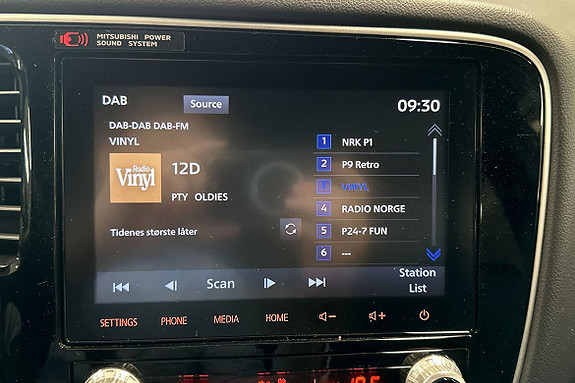 MITSUBISHI POWER
SOUND SYSTEM
DAB
Source
09:30
DAB-DAB DAB-FM
VINYL
Radio
Vinyl
12D
PTY OLDIES
Tidenes største låter
1 NRK P1
2 P9 Retro
VINYL
4 RADIO NORGE
5 P24-7 FUN
6 ---
Scan
Station
List
SETTINGS
PHONE
MEDIA
HOME